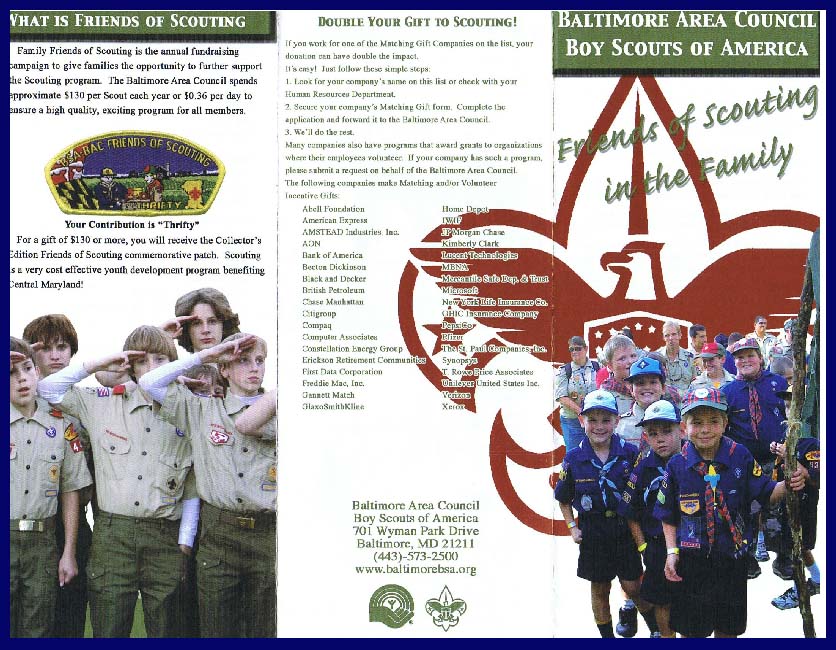 WHAT IS FRIENDS OF SCOUTING
Family Friends of Scouting is the annual fundraising
campaign to give families the opportunity to further support
the Scouting program. The Baltimore Area Council spends
approximate $130 per Scout each year or $0.36 per day to
ensure a high quality, exciting program for all members.
BSA-BAC FRIENDS OF SCOUTING
THRIFTY
Your Contribution is "Thrifty"
For a gift of $130 or more, you will receive the Collector's
Edition Friends of Scouting commemorative patch. Scouting
is a very cost effective youth development program benefiting
Central Maryland!
DOUBLE YOUR GIFT TO SCOUTING!
If you work for one of the Matching Gift Companies on the list, your
donation can have double the impact.
It's easy! Just follow these simple steps:
1. Look for your company's name on this list or check with your
Human Resources Department.
2. Secure your company's Matching Gift form. Complete the
application and forward it to the Baltimore Area Council.
3. We'll do the rest.
Many companies also have programs that award grants to organizations
where their employees volunteer. If your company has such a program,
please submit a request on behalf of the Baltimore Area Council.
The following companies make Matching and/or Volunteer
Incentive Gifts:
Abell Foundation
American Express
AMSTEAD Industries, Inc.
AON
Bank of America
Becton Dickinson
Black and Decker
British Petroleum
Chase Manhattan
Citigroup
Compaq
Computer Associates
Constellation Energy Group
Erickson Retirement Communities
First Data Corporation
Freddie Mac, Inc.
Gannett Match
GlaxoSmithKline
Home Depot
IWIF
JP Morgan Chase
Kimberly Clark
Lucent Technologies
MBNA
Mercantile Safe Dep. & Trust
Microsoft
New York Life Insurance Co.
OHIC Insurance Company
PepsiCo
Pfizer
The St. Paul Companies, Inc.
Synopsys
T. Rowe Price Associates
Unilever United States Inc.
Verizon
Xerox
Baltimore Area Council
Boy Scouts of America
701 Wyman Park Drive
Baltimore, MD 21211
(443)-573-2500
www.baltimorebsa.org
BALTIMORE AREA COUNCIL
BOY SCOUTS OF AMERICA
Friends of Scouting
in the Family